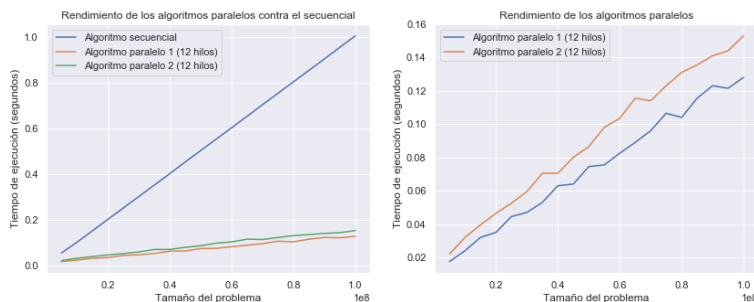 Rendimiento de los algoritmos paralelos contra el secuencial
Algoritmo secuencial
Algoritmo paralelo 1 (12 hilos)
Algoritmo paralelo 2 (12 hilos)
Tiempo de ejecución (segundos)
1.0
0.8
0.6
0.4
0.2
0.0
0.2
0.4
0.6
0.8
1.0
1e8
Tamaño del problema
Rendimiento de los algoritmos paralelos
Algoritmo paralelo 1 (12 hilos)
Algoritmo paralelo 2 (12 hilos)
Tiempo de ejecución (segundos)
0.16
0.14
0.12
0.10
0.08
0.06
0.04
0.02
0.2
0.4
0.6
0.8
Tamaño del problema